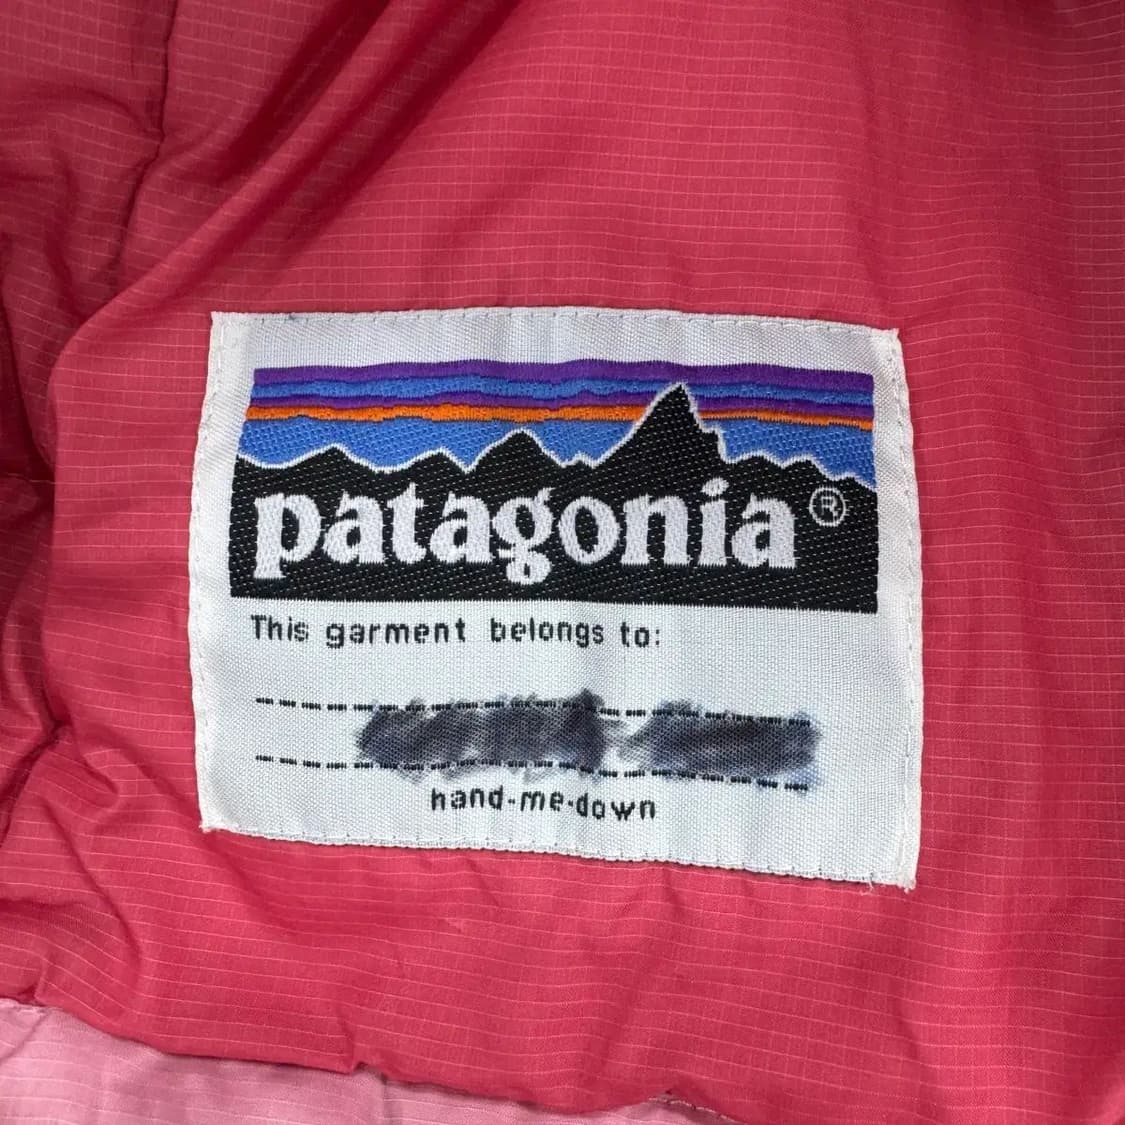 patagonia®
This garment belongs to:
hand-me-down